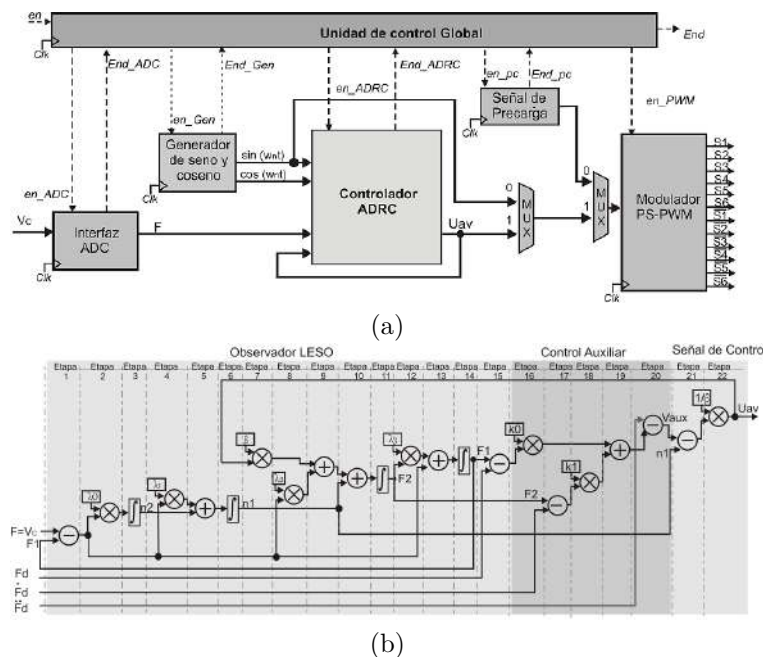 en
Unidad de control Global
End
Clk
End_ADC
End_Gen
End_ADRC
en_pc
End_pc
en_ADRC
en_Gen
Señal de
Precarga
en_PWM
Clk
Generador
de seno y
coseno
sin (wnt)
cos (wnt)
Clk
en_ADC
Controlador
ADRC
0
1
MUX
0
1
MUX
Modulador
PS-PWM
S1
S2
S3
S4
S5
S6
S1
S2
S3
S4
S5
S6
Vc
Interfaz
ADC
F
Uav
Clk
Clk
(a)
Observador LESO
Control Auxiliar
Señal de Control
Etapa 1
Etapa 2
Etapa 3
Etapa 4
Etapa 5
Etapa 6
Etapa 7
Etapa 8
Etapa 9
Etapa 10
Etapa 11
Etapa 12
Etapa 13
Etapa 14
Etapa 15
Etapa 16
Etapa 17
Etapa 18
Etapa 19
Etapa 20
Etapa 21
Etapa 22
1/6
Uav
k0
Vaux
n1
λ3
F1
k1
F2
F2
λ0
n2
n1
F=Vc
F1
Fd
Ḟd
F̈d
(b)